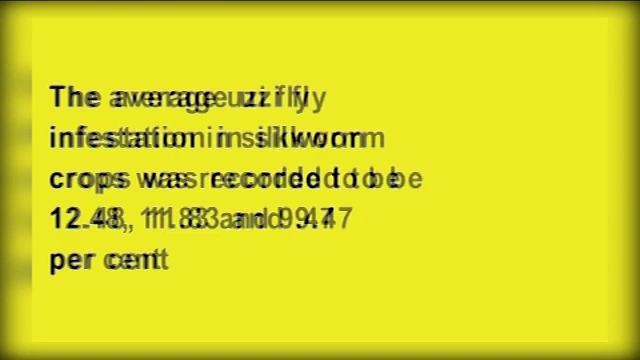 The average uzi fly
infestation in silkworm
crops was recorded to be
12.48, 11.83 and 9.47
per cent